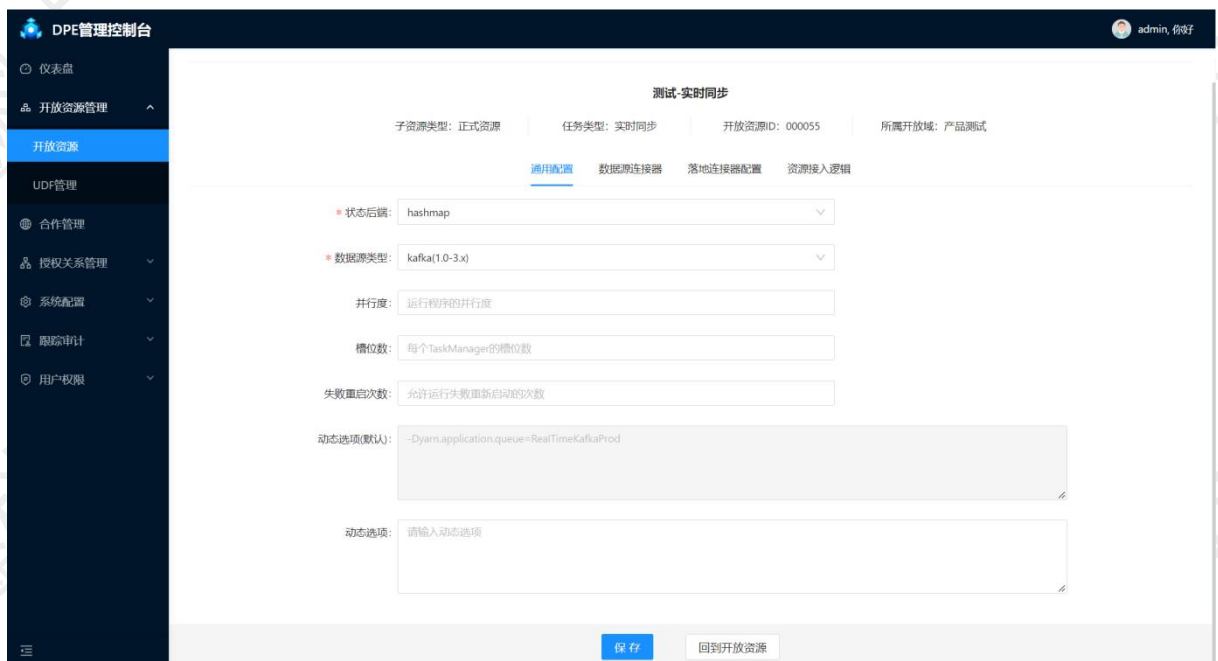 DPE管理控制台
admin, 你好
仪表盘
开放资源管理
开放资源
UDF管理
合作管理
授权关系管理
系统配置
跟踪审计
用户权限
测试-实时同步
子资源类型: 正式资源 任务类型: 实时同步 开放资源ID: 000055 所属开放域: 产品测试
通用配置 数据源连接器 落地连接器配置 资源接入逻辑
* 状态后端: hashmap
* 数据源类型: kafka(1.0-3.x)
并行度: 运行程序的并行度
槽位数: 每个TaskManager的槽位数
失败重启次数: 允许运行失败重新启动的次数
动态选项(默认): -Dyarn.application.queue=RealTimeKafkaProd
动态选项: 请输入动态选项
保 存 回到开放资源